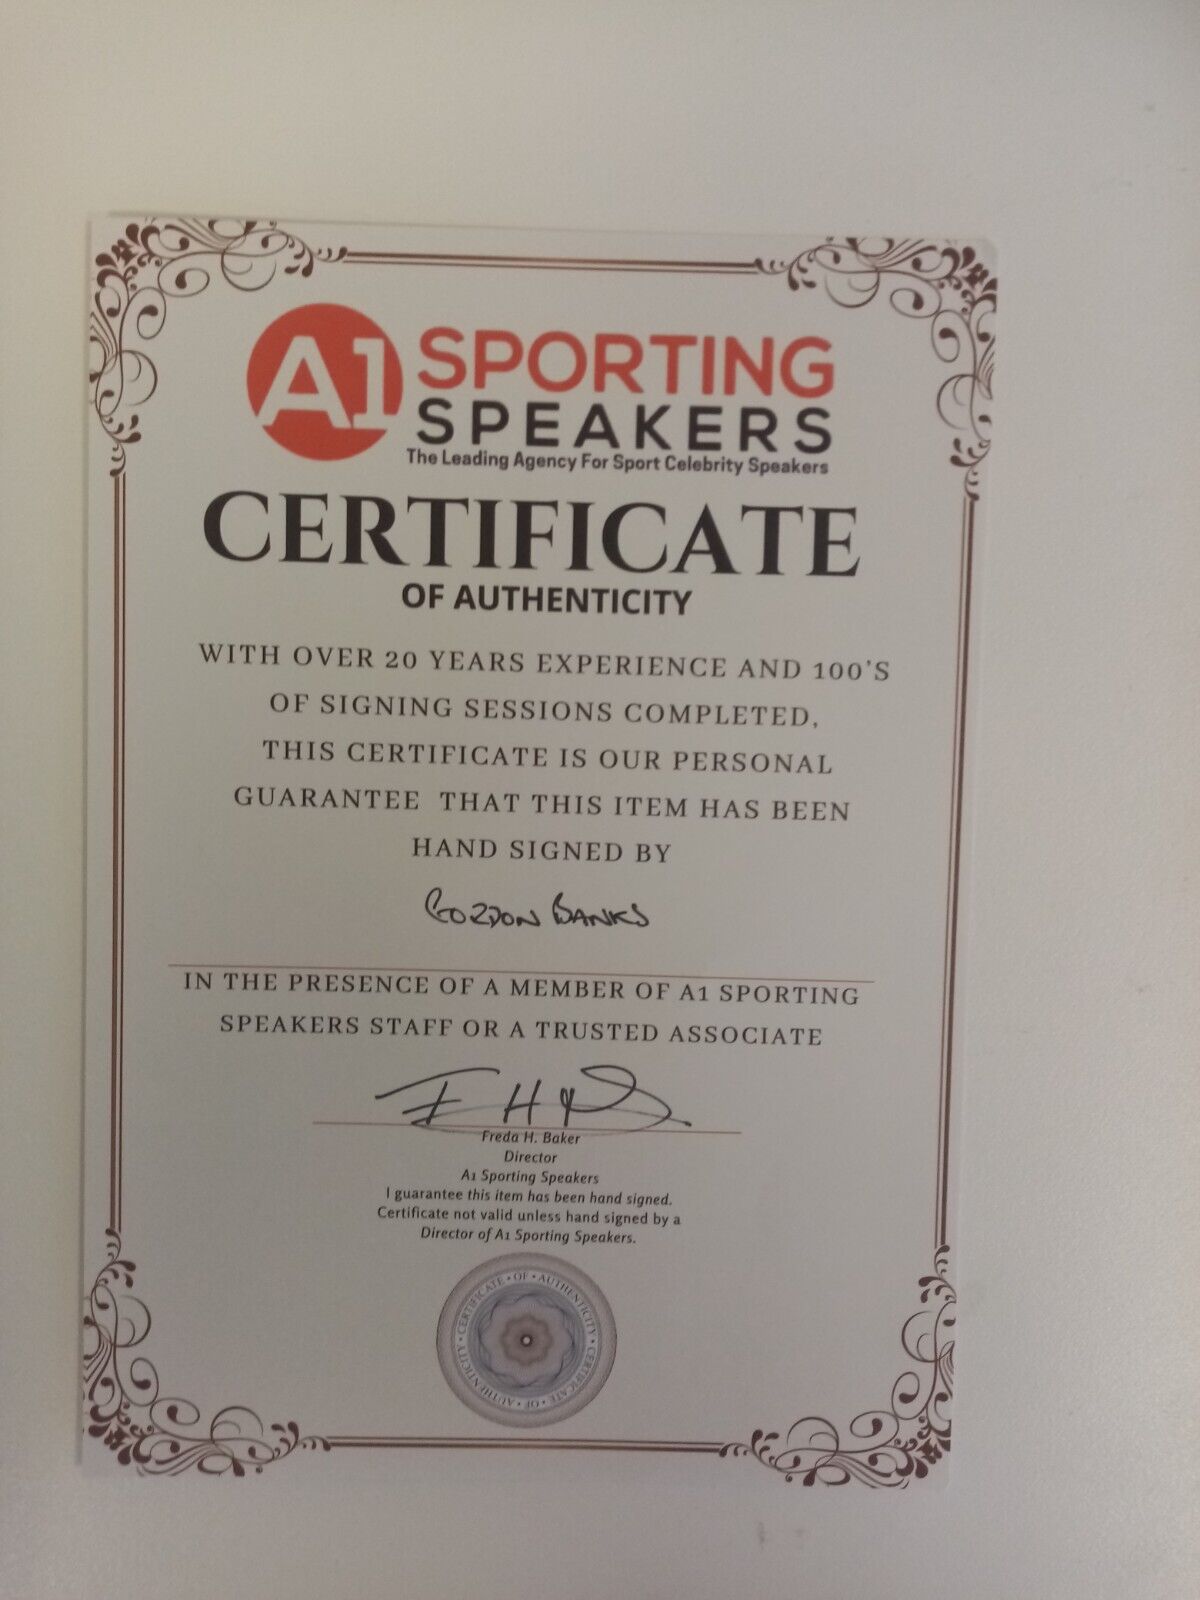 A1 SPORTING
SPEAKERS
The Leading Agency For Sport Celebrity Speakers
CERTIFICATE
OF AUTHENTICITY
WITH OVER 20 YEARS EXPERIENCE AND 100'S
OF SIGNING SESSIONS COMPLETED,
THIS CERTIFICATE IS OUR PERSONAL
GUARANTEE THAT THIS ITEM HAS BEEN
HAND SIGNED BY
GORDON BANKS
IN THE PRESENCE OF A MEMBER OF A1 SPORTING
SPEAKERS STAFF OR A TRUSTED ASSOCIATE
Freda H. Baker
Director
A1 Sporting Speakers
I guarantee this item has been hand signed.
Certificate not valid unless hand signed by a
Director of A1 Sporting Speakers.
CERTIFICATE • OF • AUTHENTICITY • CERTIFICATE • OF • AUTHENTICITY •